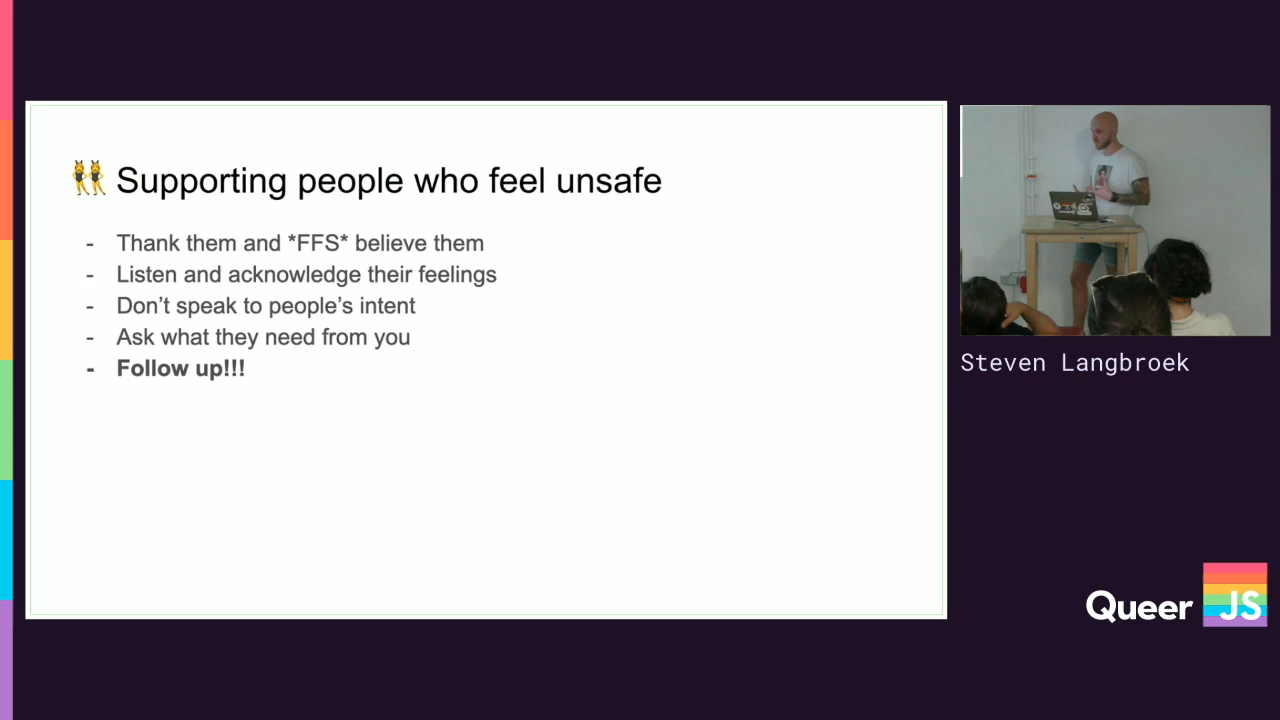 👯 Supporting people who feel unsafe
- Thank them and *FFS* believe them
- Listen and acknowledge their feelings
- Don’t speak to people’s intent
- Ask what they need from you
- Follow up!!!
Steven Langbroek
Queer JS